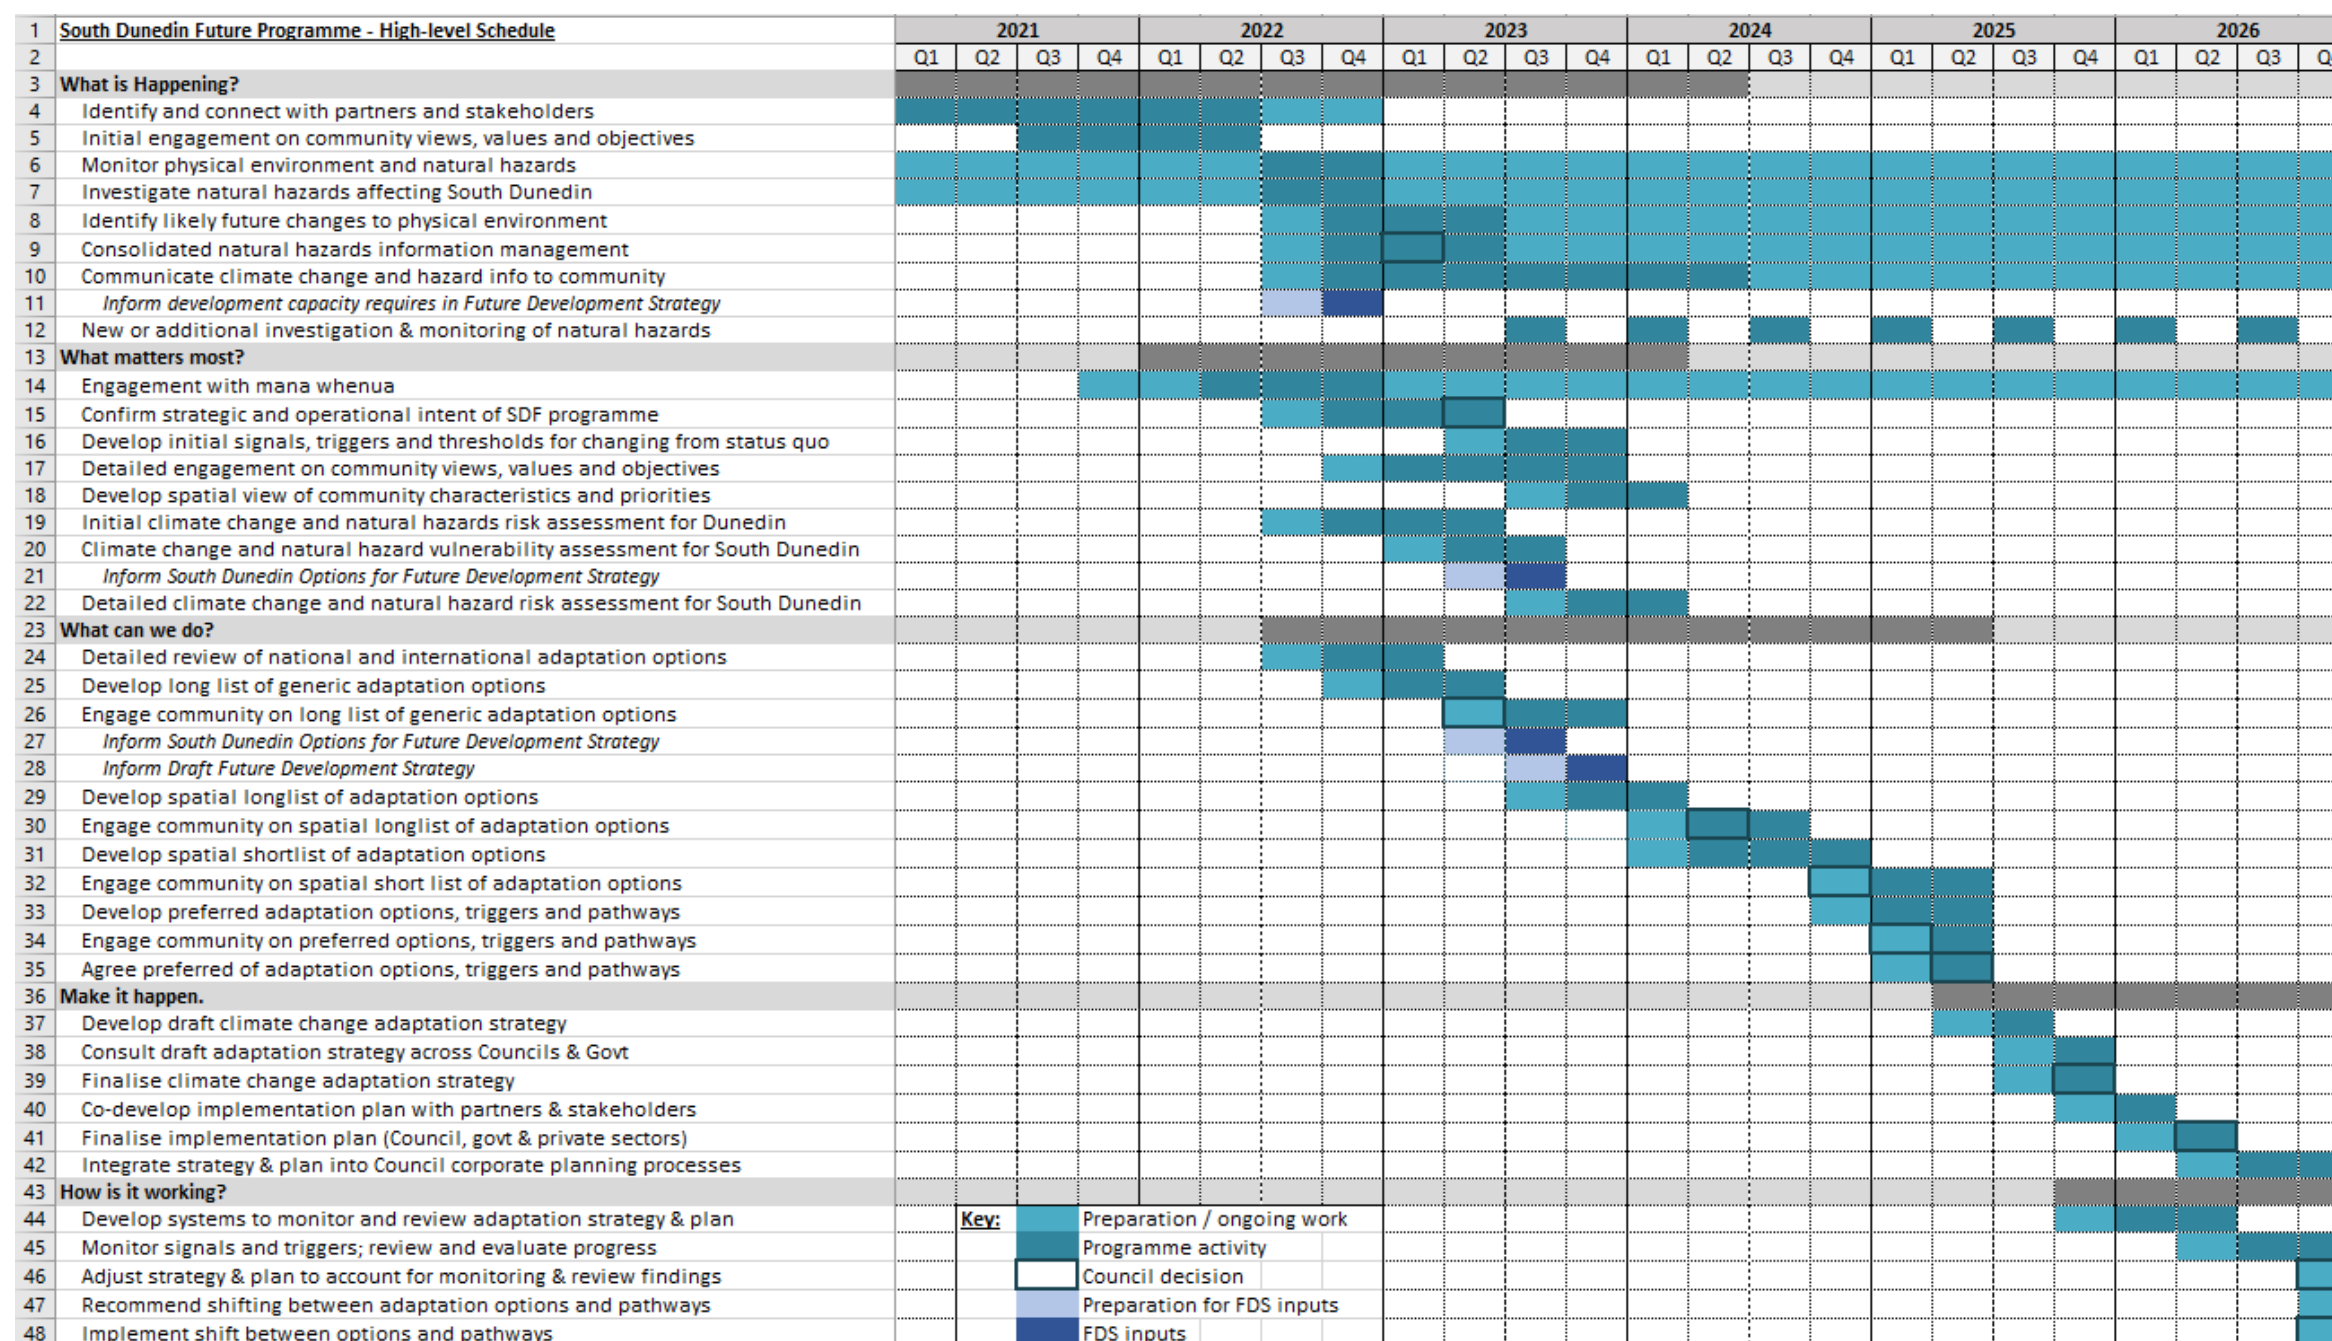 1 South Dunedin Future Programme - High-level Schedule 2021 2022 2023 2024 2025 2026
2 Q1 Q2 Q3 Q4 Q1 Q2 Q3 Q4 Q1 Q2 Q3 Q4 Q1 Q2 Q3 Q4 Q1 Q2 Q3 Q4 Q1 Q2 Q3 Q
3 What is Happening?
4 Identify and connect with partners and stakeholders
5 Initial engagement on community views, values and objectives
6 Monitor physical environment and natural hazards
7 Investigate natural hazards affecting South Dunedin
8 Identify likely future changes to physical environment
9 Consolidated natural hazards information management
10 Communicate climate change and hazard info to community
11 Inform development capacity requires in Future Development Strategy
12 New or additional investigation & monitoring of natural hazards
13 What matters most?
14 Engagement with mana whenua
15 Confirm strategic and operational intent of SDF programme
16 Develop initial signals, triggers and thresholds for changing from status quo
17 Detailed engagement on community views, values and objectives
18 Develop spatial view of community characteristics and priorities
19 Initial climate change and natural hazards risk assessment for Dunedin
20 Climate change and natural hazard vulnerability assessment for South Dunedin
21 Inform South Dunedin Options for Future Development Strategy
22 Detailed climate change and natural hazard risk assessment for South Dunedin
23 What can we do?
24 Detailed review of national and international adaptation options
25 Develop long list of generic adaptation options
26 Engage community on long list of generic adaptation options
27 Inform South Dunedin Options for Future Development Strategy
28 Inform Draft Future Development Strategy
29 Develop spatial longlist of adaptation options
30 Engage community on spatial longlist of adaptation options
31 Develop spatial shortlist of adaptation options
32 Engage community on spatial short list of adaptation options
33 Develop preferred adaptation options, triggers and pathways
34 Engage community on preferred options, triggers and pathways
35 Agree preferred of adaptation options, triggers and pathways
36 Make it happen.
37 Develop draft climate change adaptation strategy
38 Consult draft adaptation strategy across Councils & Govt
39 Finalise climate change adaptation strategy
40 Co-develop implementation plan with partners & stakeholders
41 Finalise implementation plan (Council, govt & private sectors)
42 Integrate strategy & plan into Council corporate planning processes
43 How is it working?
44 Develop systems to monitor and review adaptation strategy & plan Key: Preparation / ongoing work
45 Monitor signals and triggers; review and evaluate progress Programme activity
46 Adjust strategy & plan to account for monitoring & review findings Council decision
47 Recommend shifting between adaptation options and pathways Preparation for FDS inputs
48 Implement shift between options and pathways FDS inputs